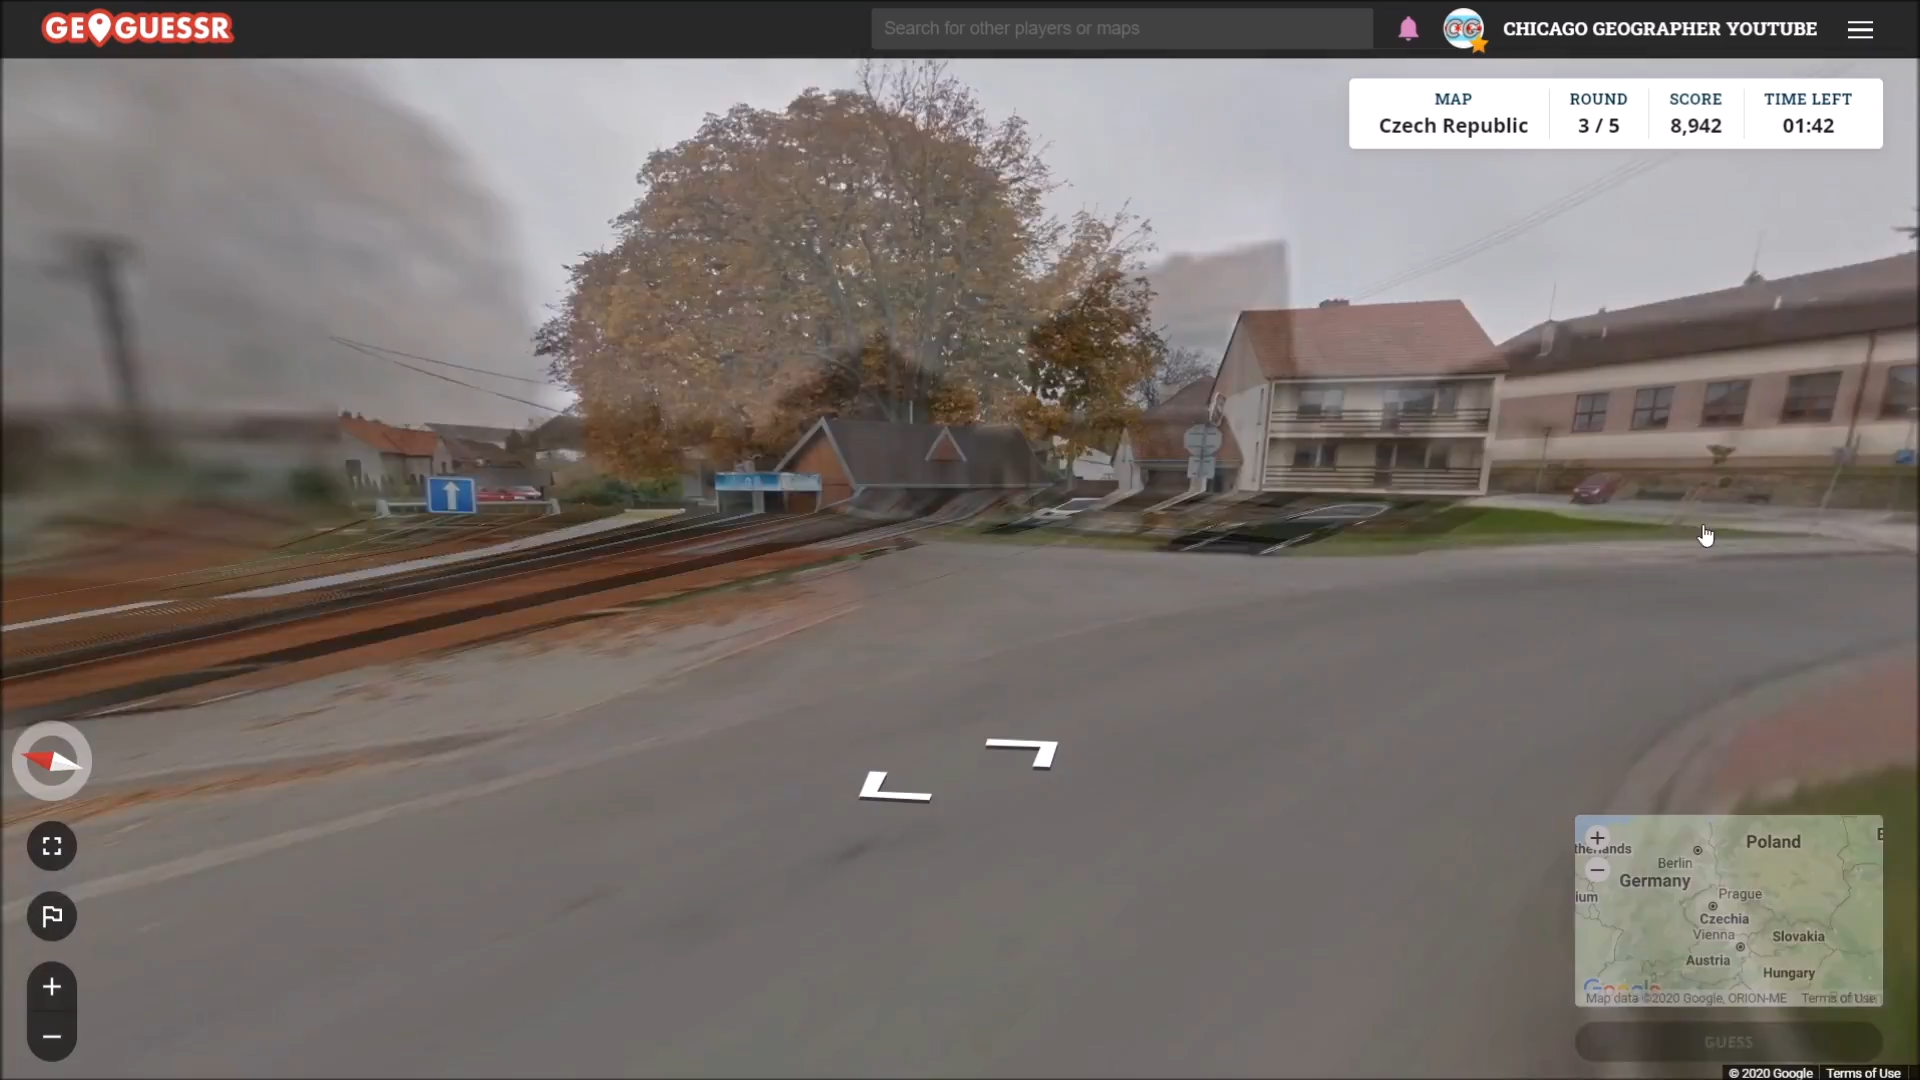 GEOGUESSR
Search for other players or maps
CHICAGO GEOGRAPHER YOUTUBE
MAP
Czech Republic
ROUND
3 / 5
SCORE
8,942
TIME LEFT
01:42
Poland
Berlin
Germany
Prague
Czechia
Vienna
Slovakia
Austria
Hungary
Google
Map data ©2020 Google, ORION-ME
Terms of Use
GUESS
© 2020 Google
Terms of Use